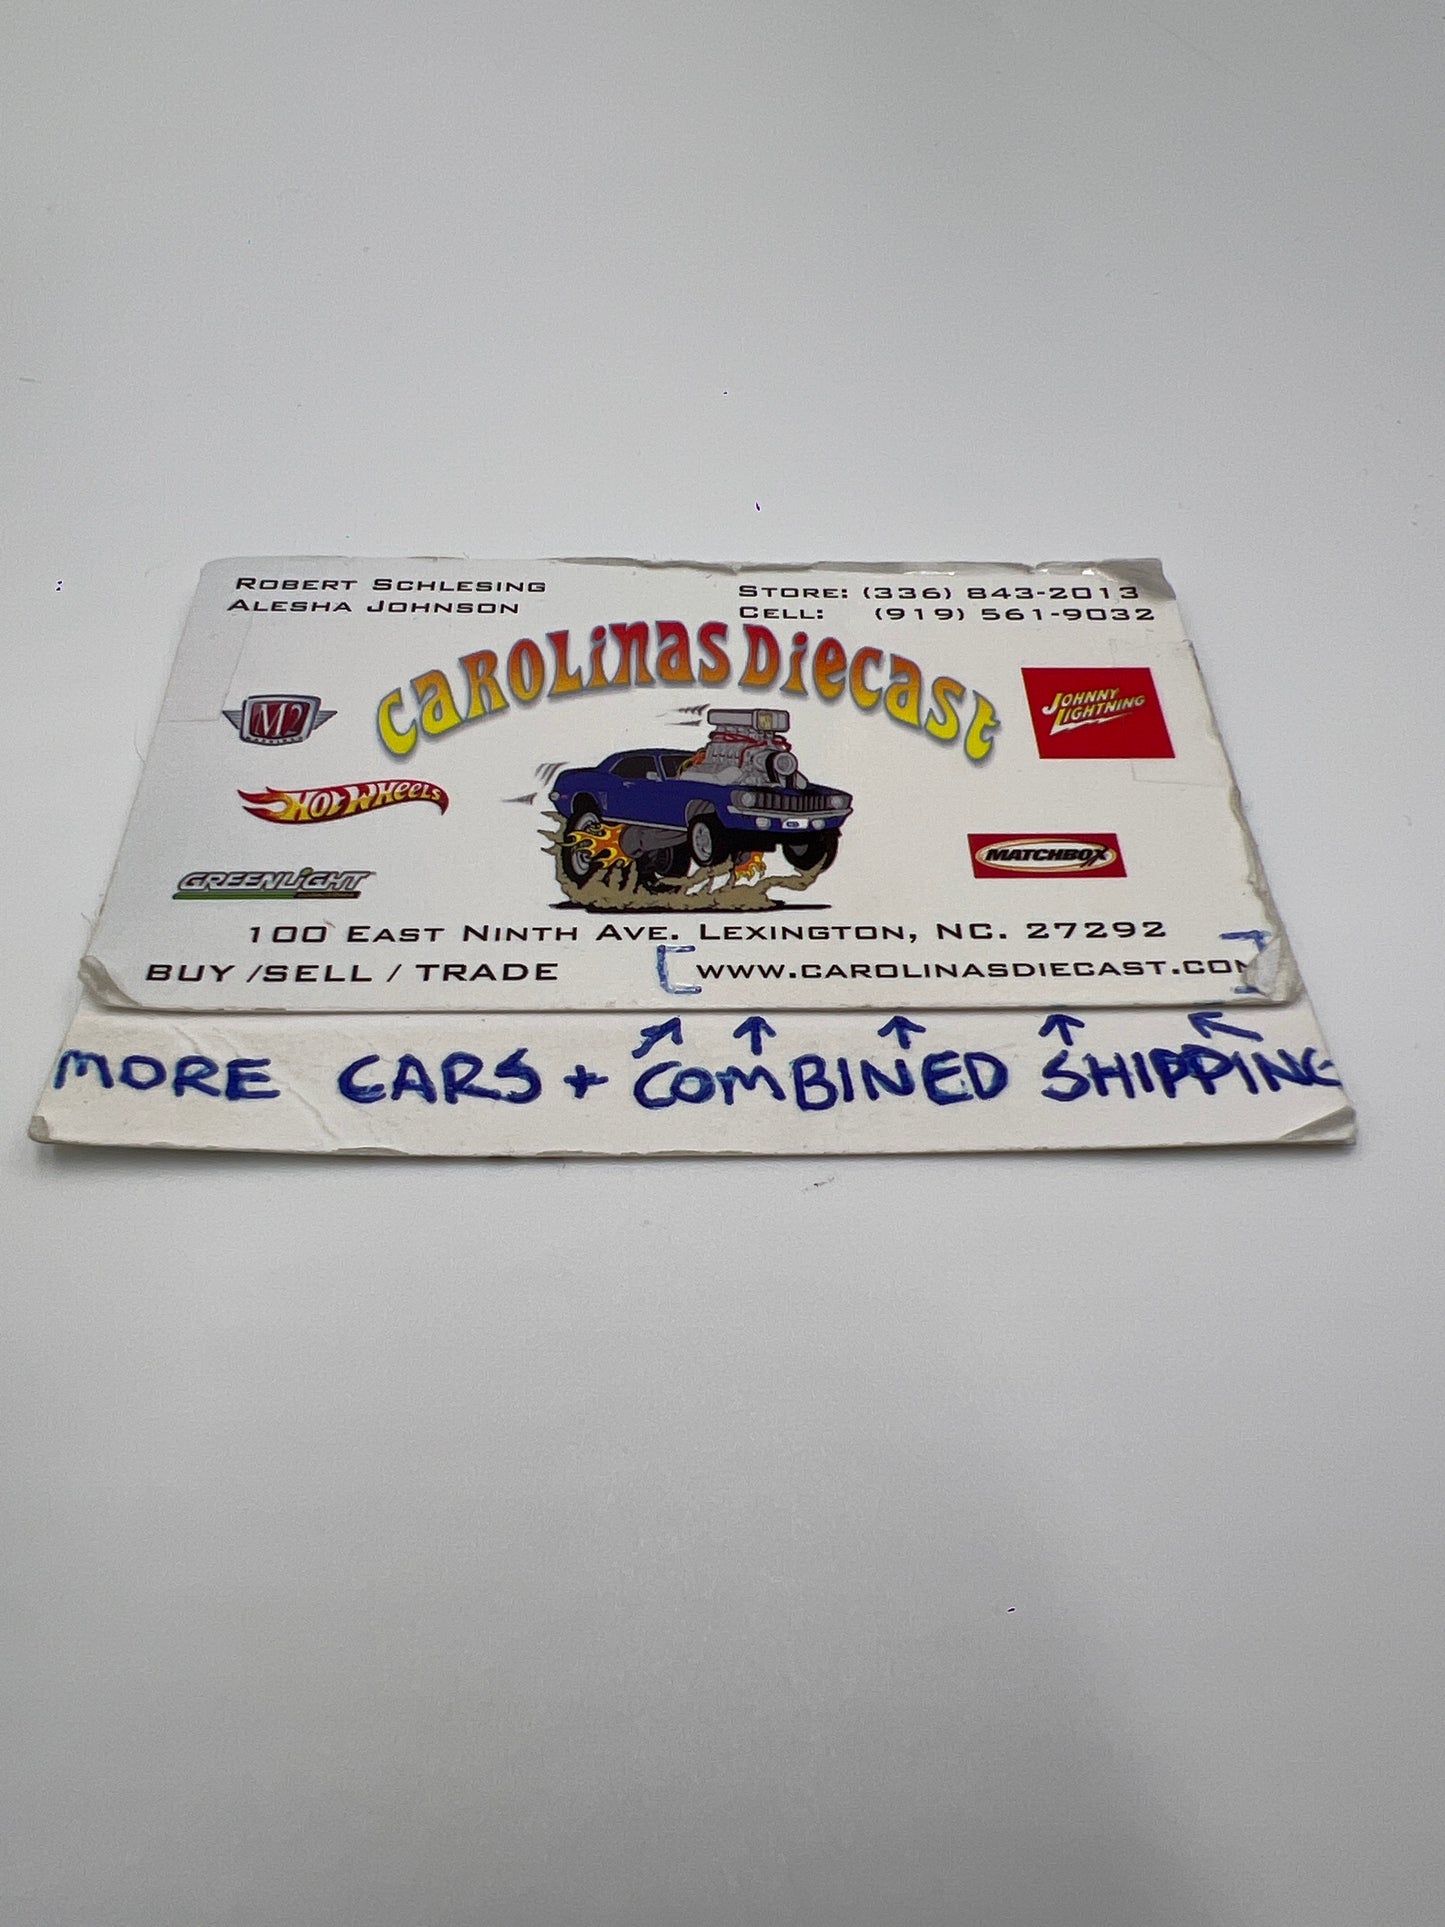 ROBERT SCHLESING
ALESHA JOHNSON
STORE: (336) 843-2013
CELL: (919) 561-9032
CAROLINAS DIECAST
M2
JOHNNY LIGHTNING
HOT WHEELS
MATCHBOX
GREENLIGHT
100 EAST NINTH AVE. LEXINGTON, NC. 27292
BUY /SELL / TRADE [WWW.CAROLINASDIECAST.COM]
MORE CARS + COMBINED SHIPPING